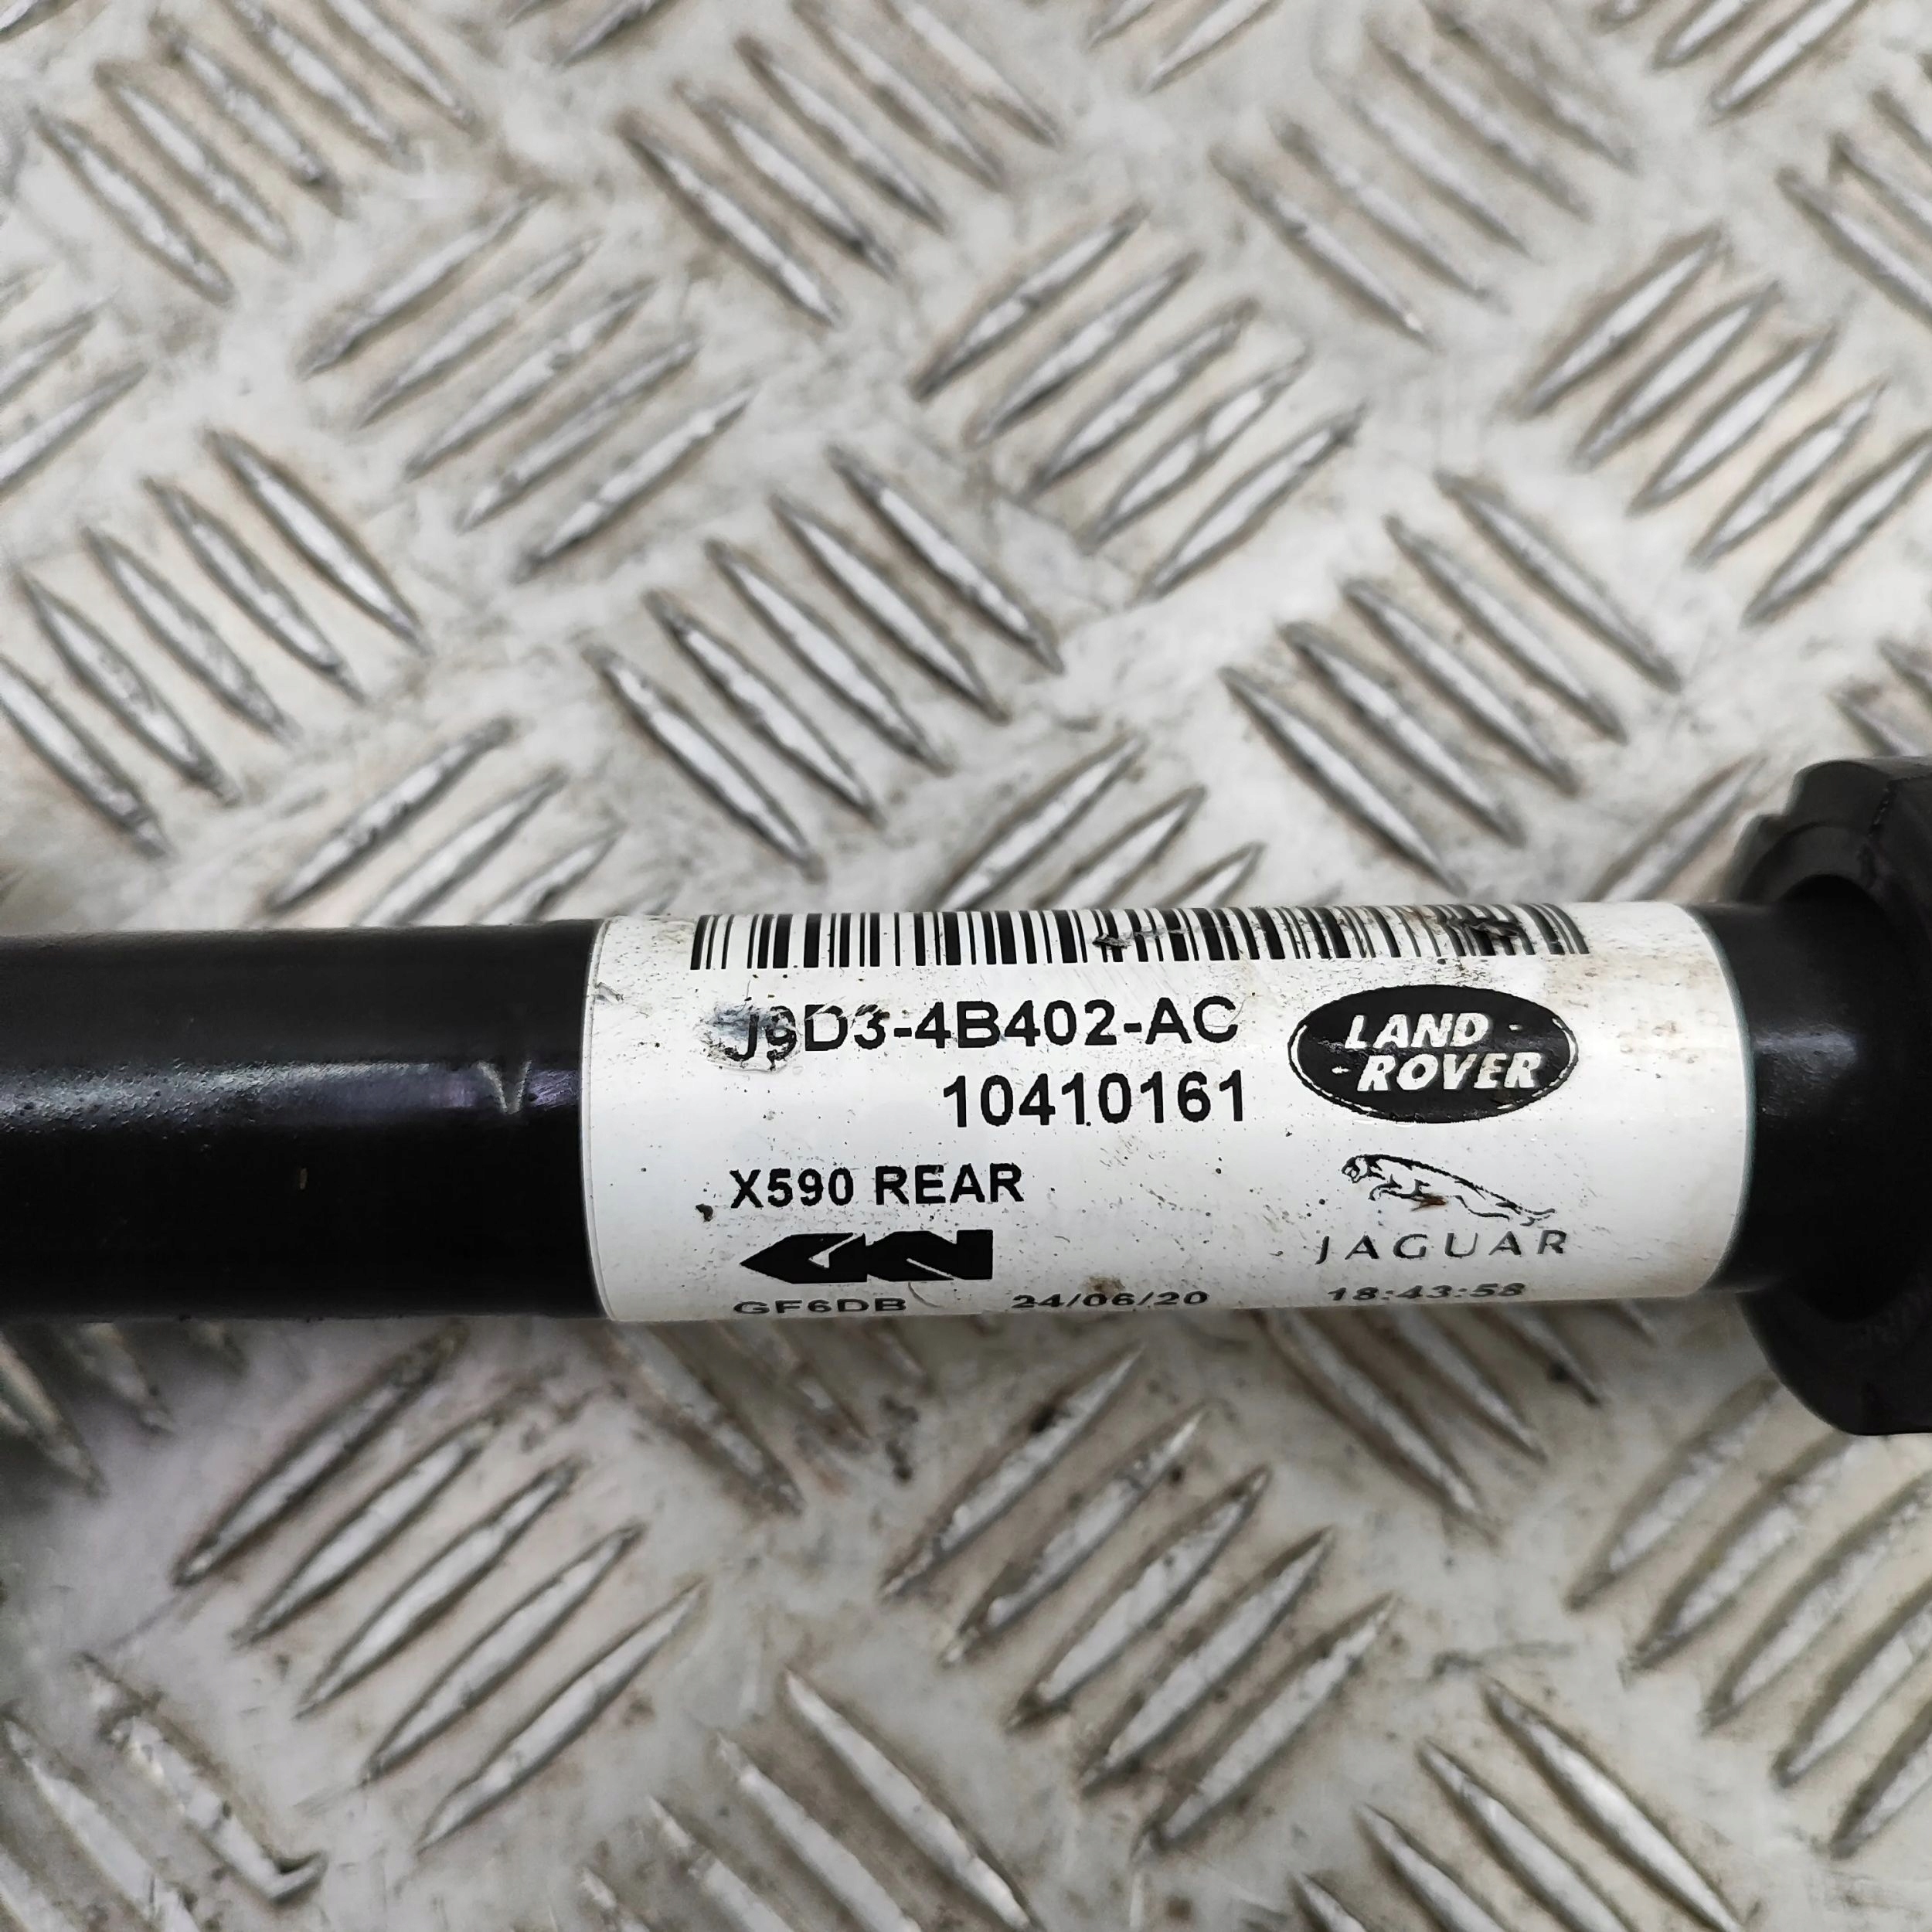 J9D3-4B402-AC
10410161
LAND
ROVER
X590 REAR
GKN
JAGUAR
GF6DB 24/06/20 18:43:58